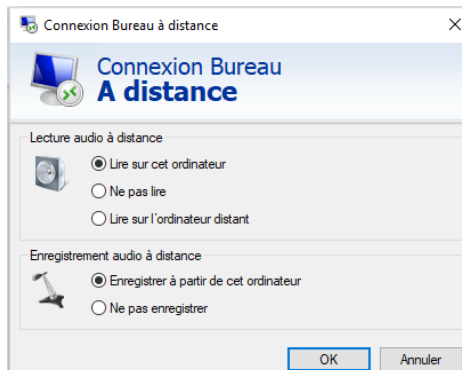 Connexion Bureau à distance
Connexion Bureau
A distance
Lecture audio à distance
Lire sur cet ordinateur
Ne pas lire
Lire sur l'ordinateur distant
Enregistrement audio à distance
Enregistrer à partir de cet ordinateur
Ne pas enregistrer
OK Annuler